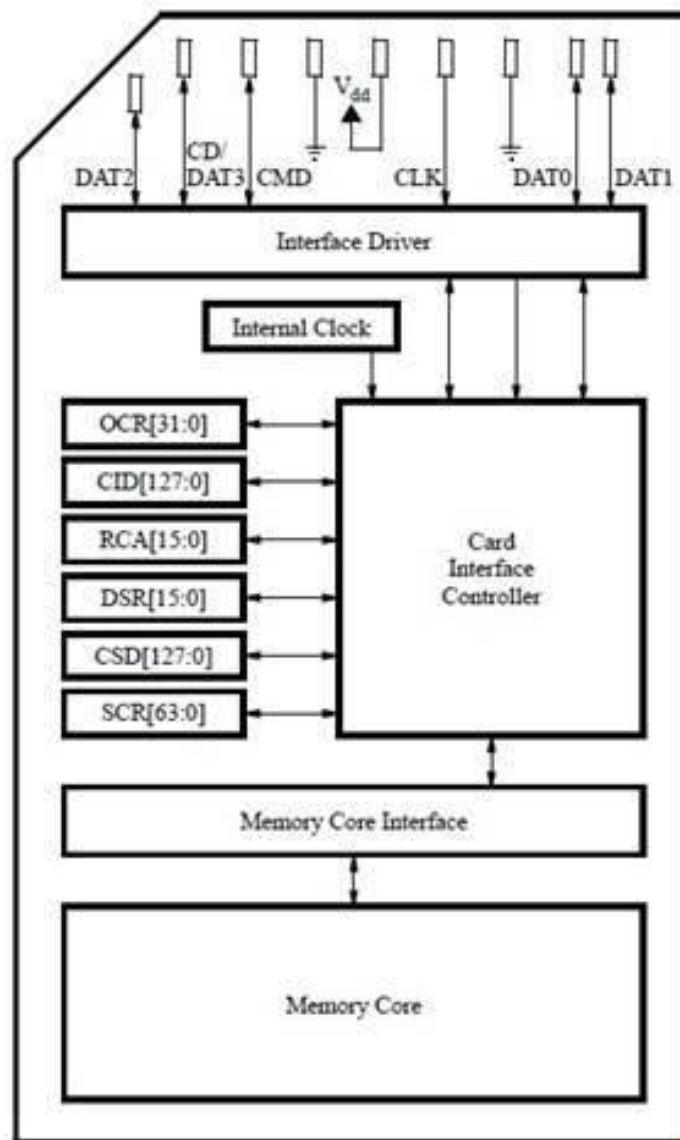 V_dd
CD/
DAT2 DAT3 CMD CLK DAT0 DAT1
Interface Driver
Internal Clock
OCR[31:0]
CID[127:0]
RCA[15:0]
DSR[15:0]
CSD[127:0]
SCR[63:0]
Card
Interface
Controller
Memory Core Interface
Memory Core